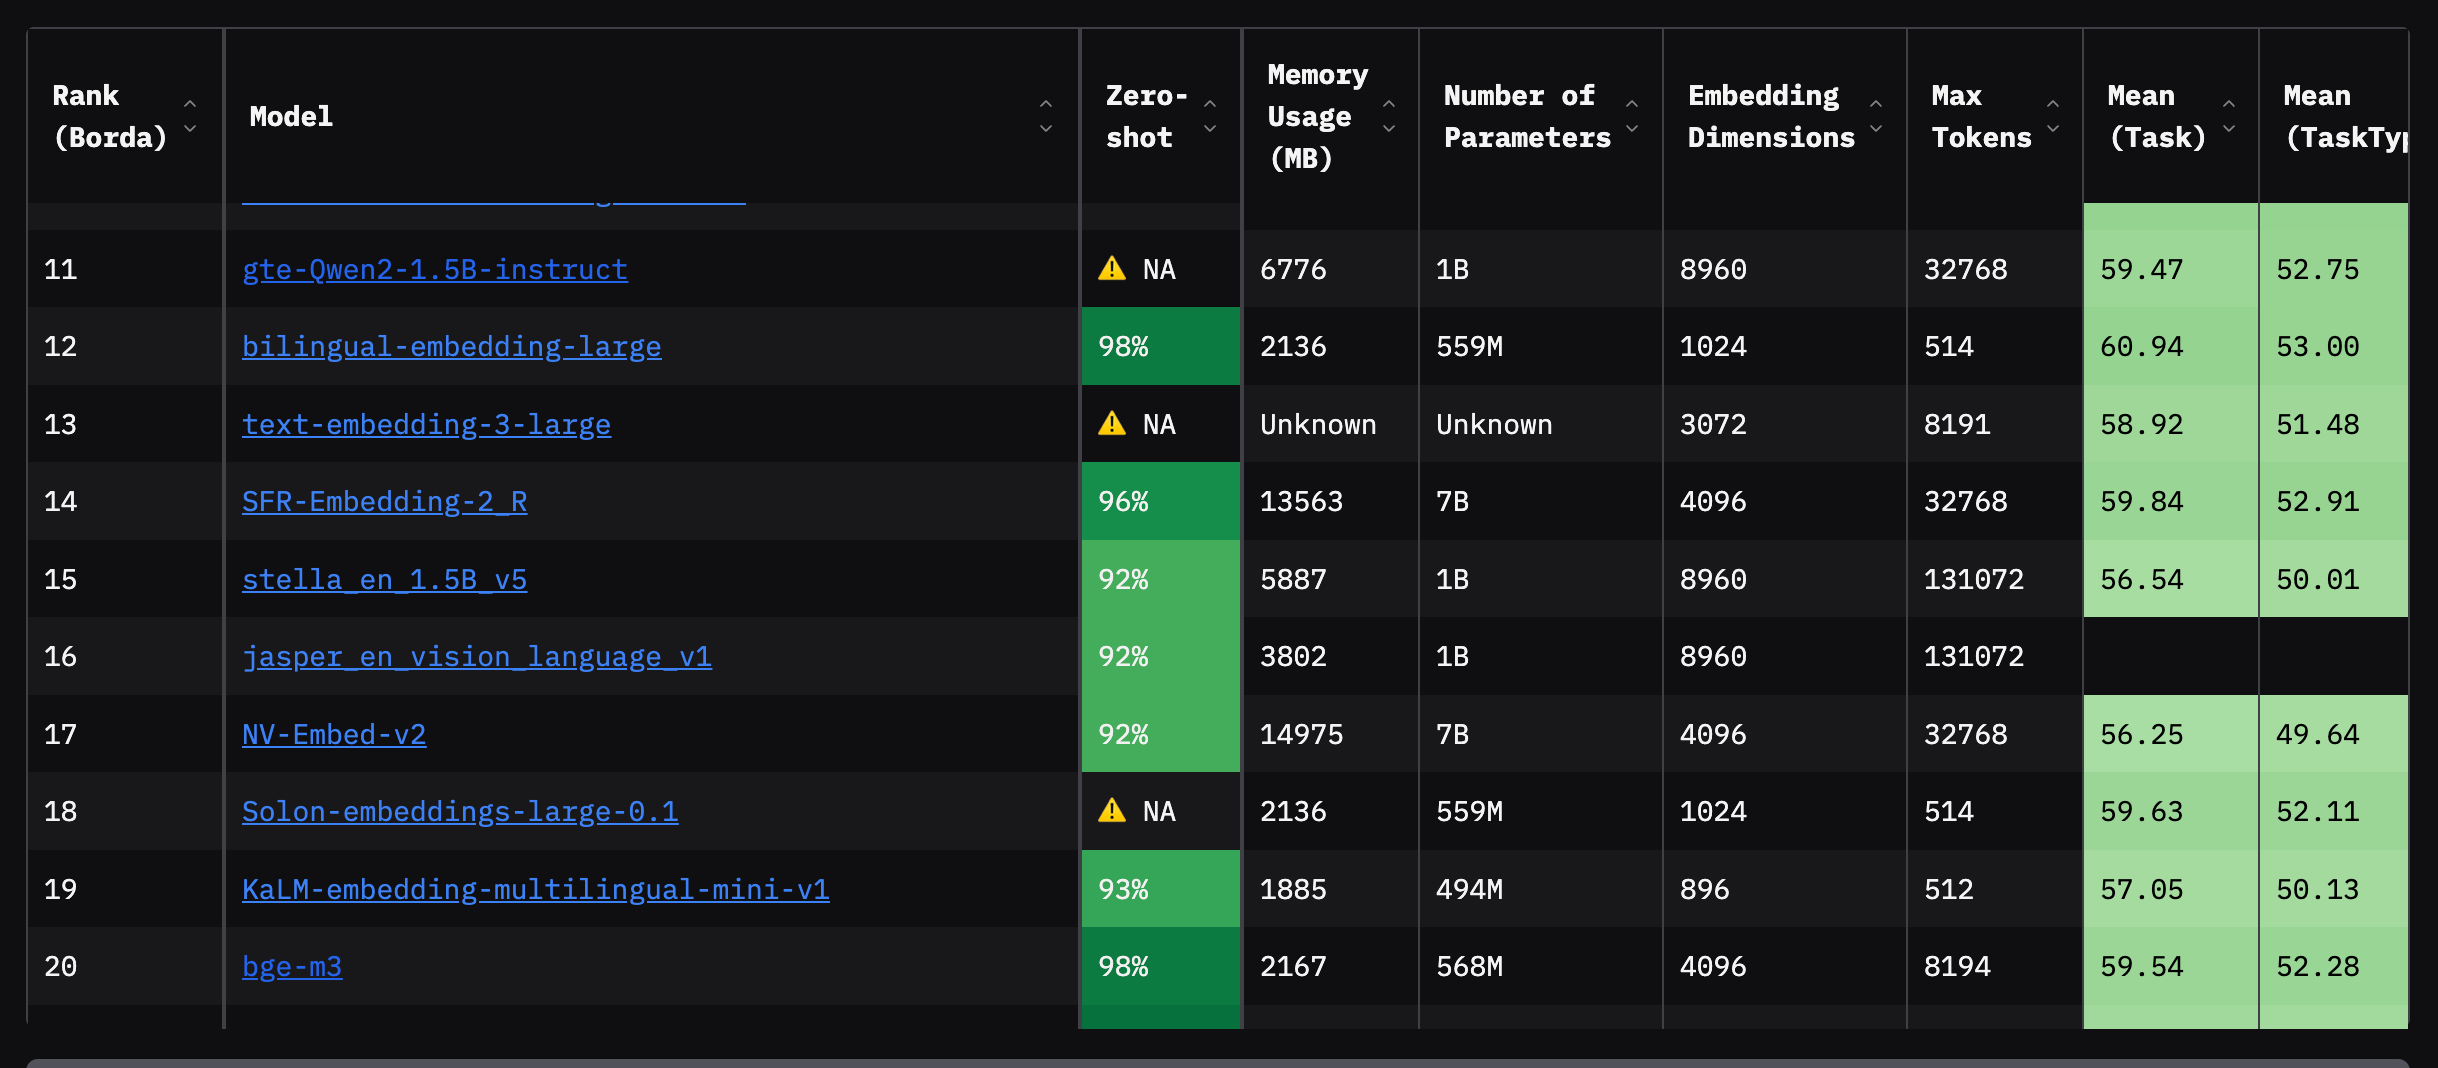 Rank (Borda) Model Zero-shot Memory Usage (MB) Number of Parameters Embedding Dimensions Max Tokens Mean (Task) Mean (TaskTyp
11 gte-Qwen2-1.5B-instruct ⚠️ NA 6776 1B 8960 32768 59.47 52.75
12 bilingual-embedding-large 98% 2136 559M 1024 514 60.94 53.00
13 text-embedding-3-large ⚠️ NA Unknown Unknown 3072 8191 58.92 51.48
14 SFR-Embedding-2_R 96% 13563 7B 4096 32768 59.84 52.91
15 stella_en_1.5B_v5 92% 5887 1B 8960 131072 56.54 50.01
16 jasper_en_vision_language_v1 92% 3802 1B 8960 131072
17 NV-Embed-v2 92% 14975 7B 4096 32768 56.25 49.64
18 Solon-embeddings-large-0.1 ⚠️ NA 2136 559M 1024 514 59.63 52.11
19 KaLM-embedding-multilingual-mini-v1 93% 1885 494M 896 512 57.05 50.13
20 bge-m3 98% 2167 568M 4096 8194 59.54 52.28